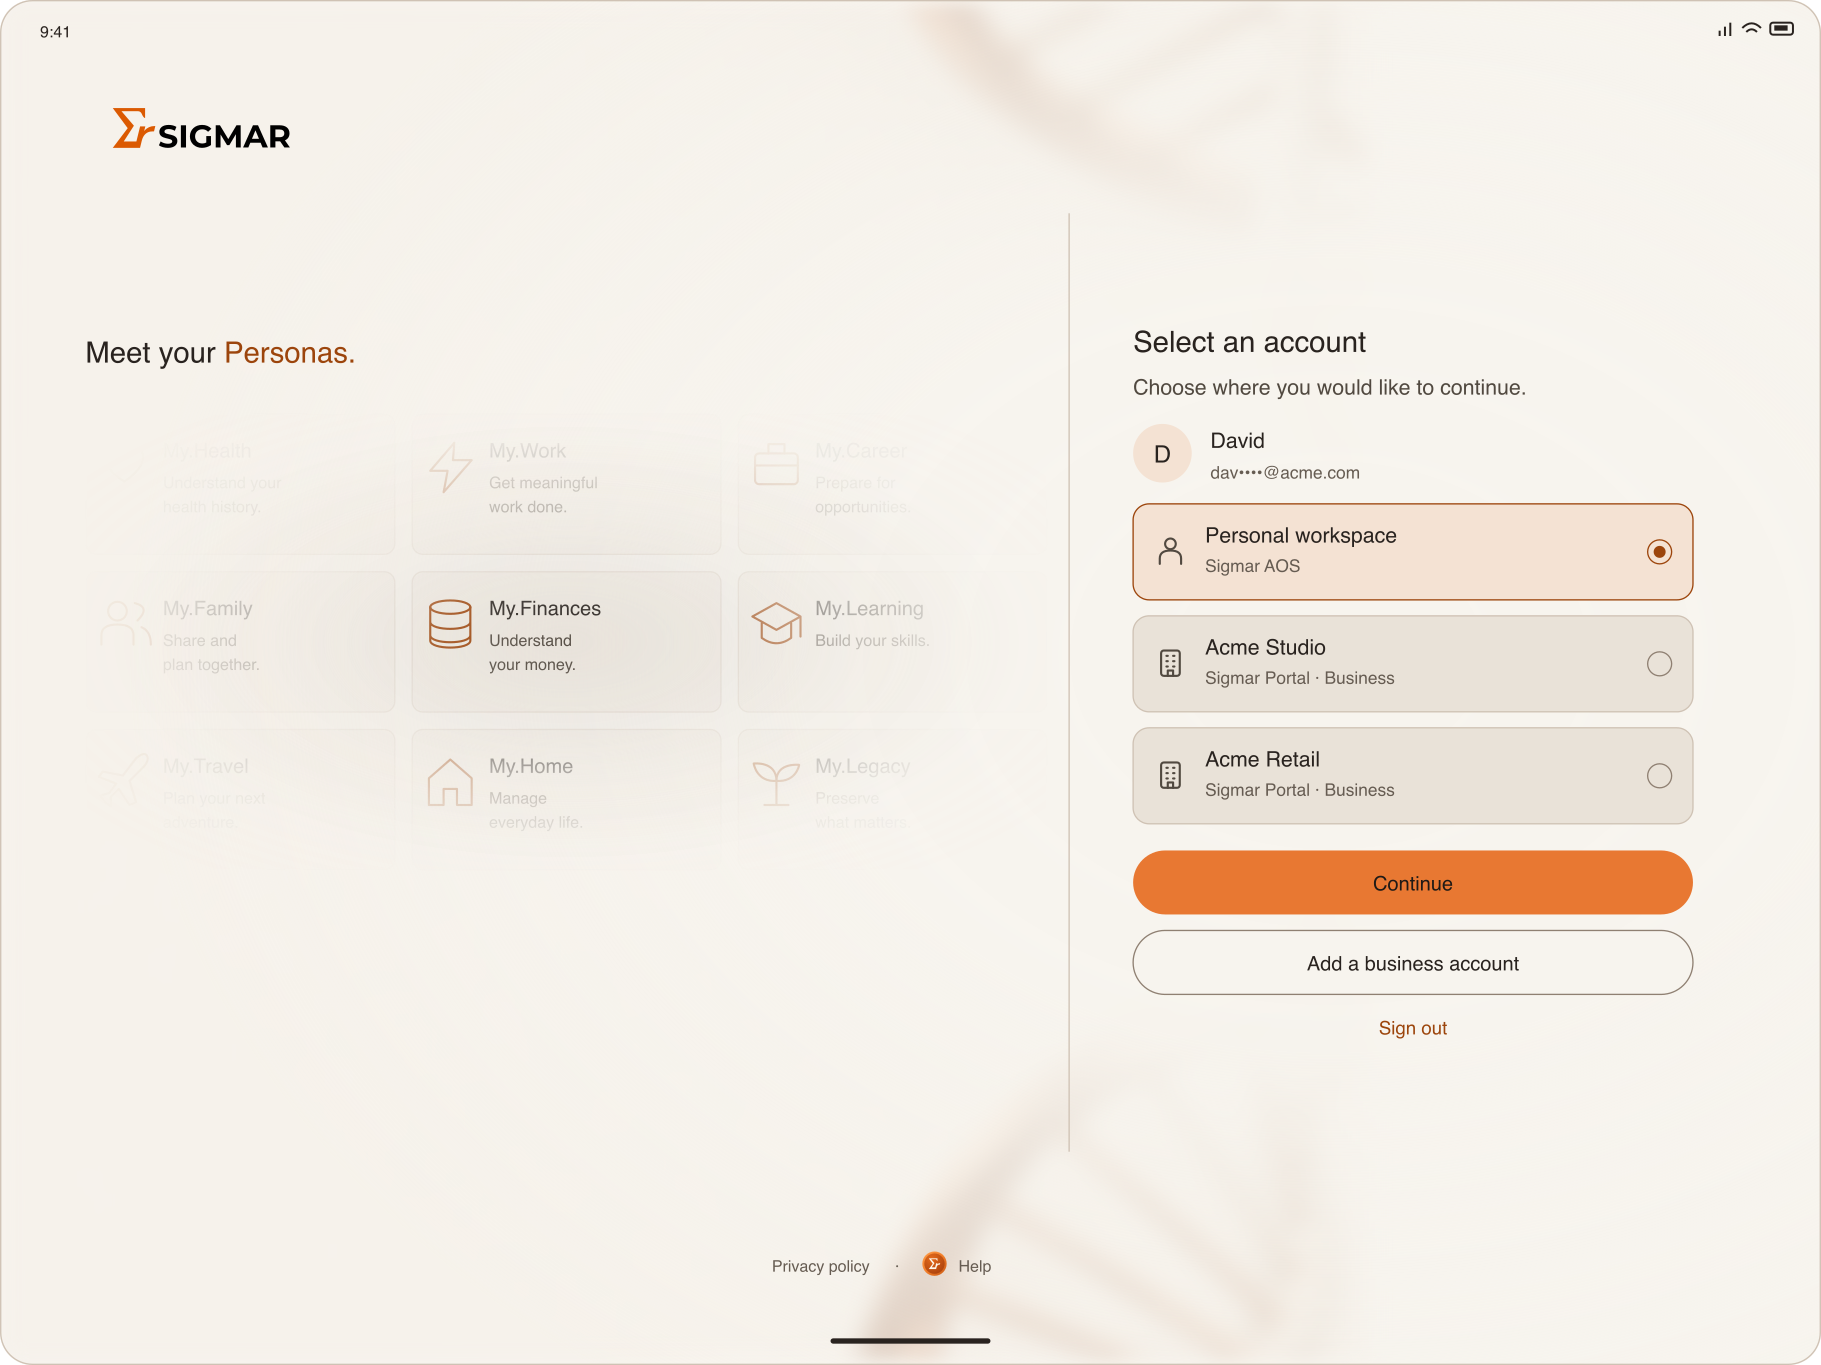 9:41
Σr SIGMAR
Meet your Personas.
My.Health
Understand your
health history.
My.Work
Get meaningful
work done.
My.Career
Prepare for
opportunities.
My.Family
Share and
plan together.
My.Finances
Understand
your money.
My.Learning
Build your skills.
My.Travel
Plan your next
adventure.
My.Home
Manage
everyday life.
My.Legacy
Preserve
what matters.
Select an account
Choose where you would like to continue.
D
David
dav••••@acme.com
Personal workspace
Sigmar AOS
Acme Studio
Sigmar Portal · Business
Acme Retail
Sigmar Portal · Business
Continue
Add a business account
Sign out
Privacy policy · Σr Help